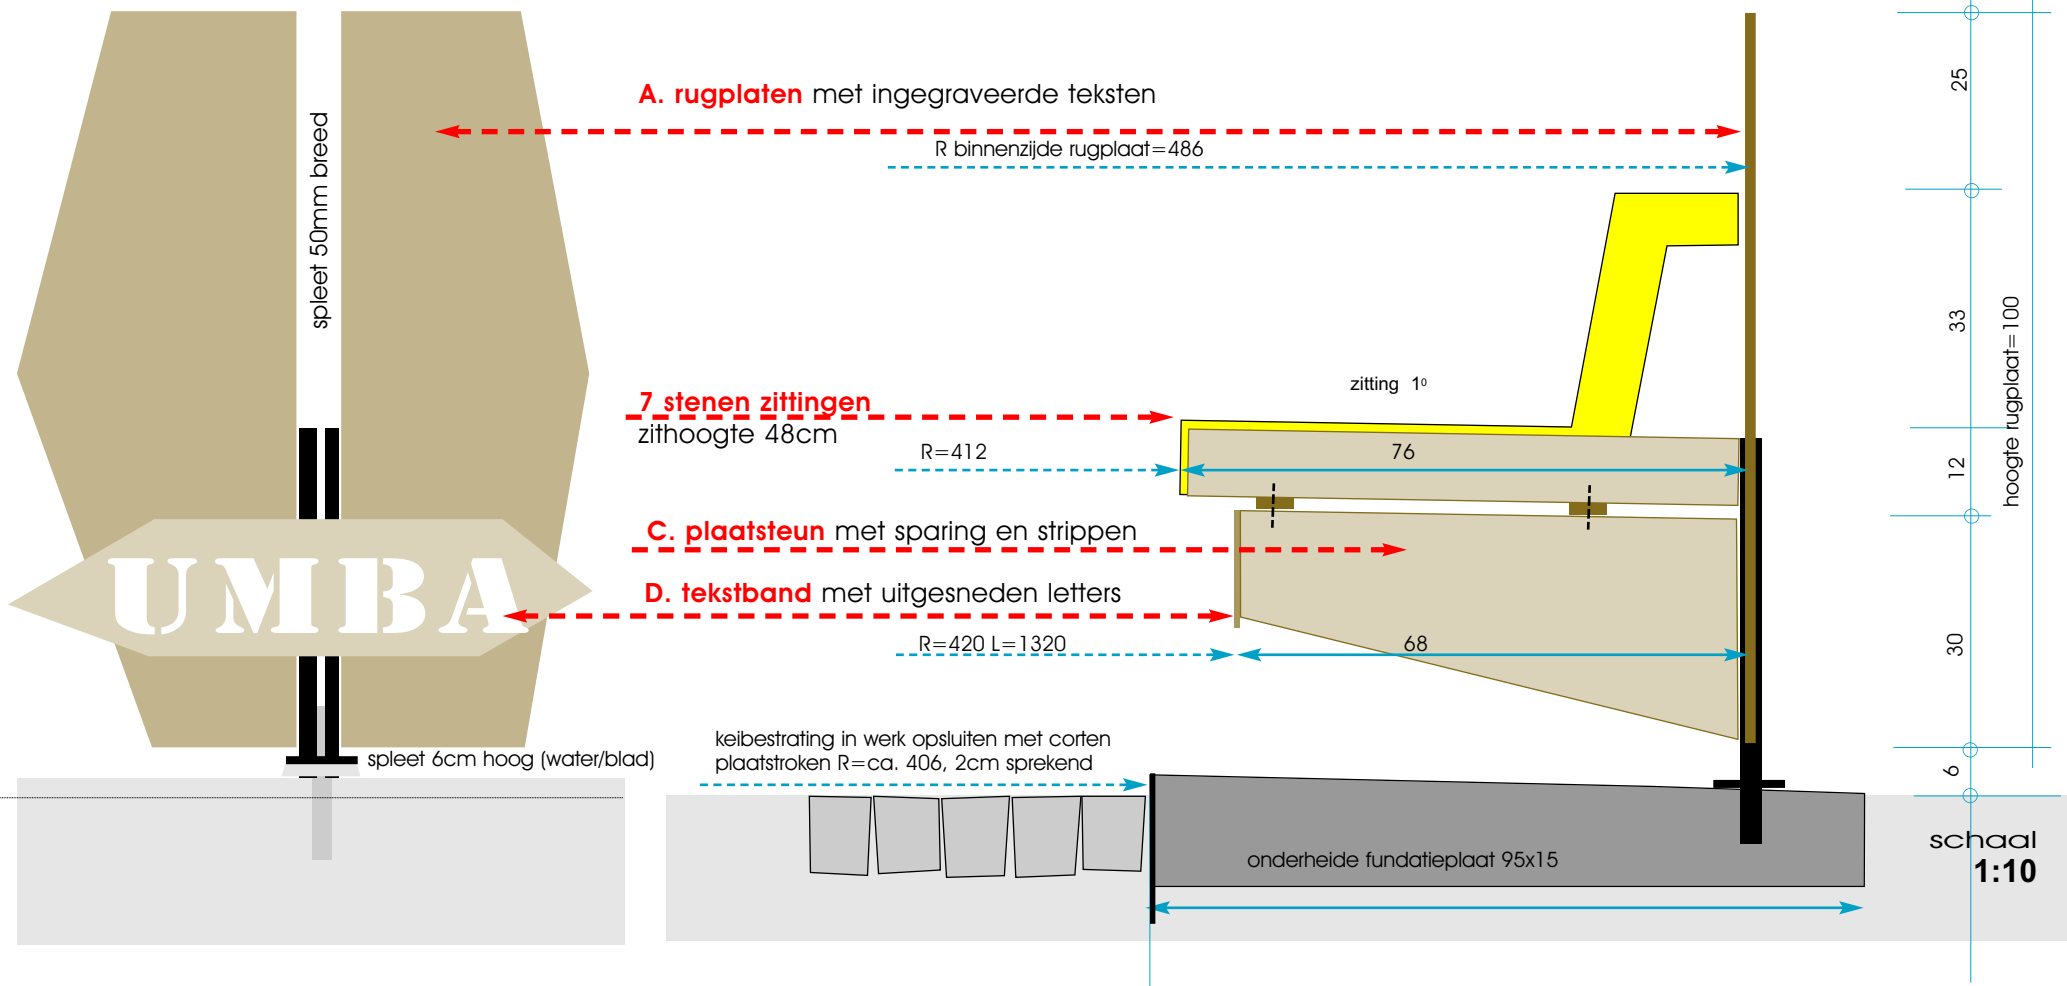 A. rugplaten met ingegraveerde teksten
R binnenzijde rugplaat=486
spleet 50mm breed
25
33
hoogte rugplaat=100
zitting 1⁰
7 stenen zittingen
zithoogte 48cm
R=412
76
12
C. plaatsteun met sparing en strippen
D. tekstband met uitgesneden letters
UMBA
R=420 L=1320
68
30
keibestrating in werk opsluiten met corten
plaatstroken R=ca. 406, 2cm sprekend
spleet 6cm hoog (water/blad)
6
onderheide fundatieplaat 95x15
schaal
1:10